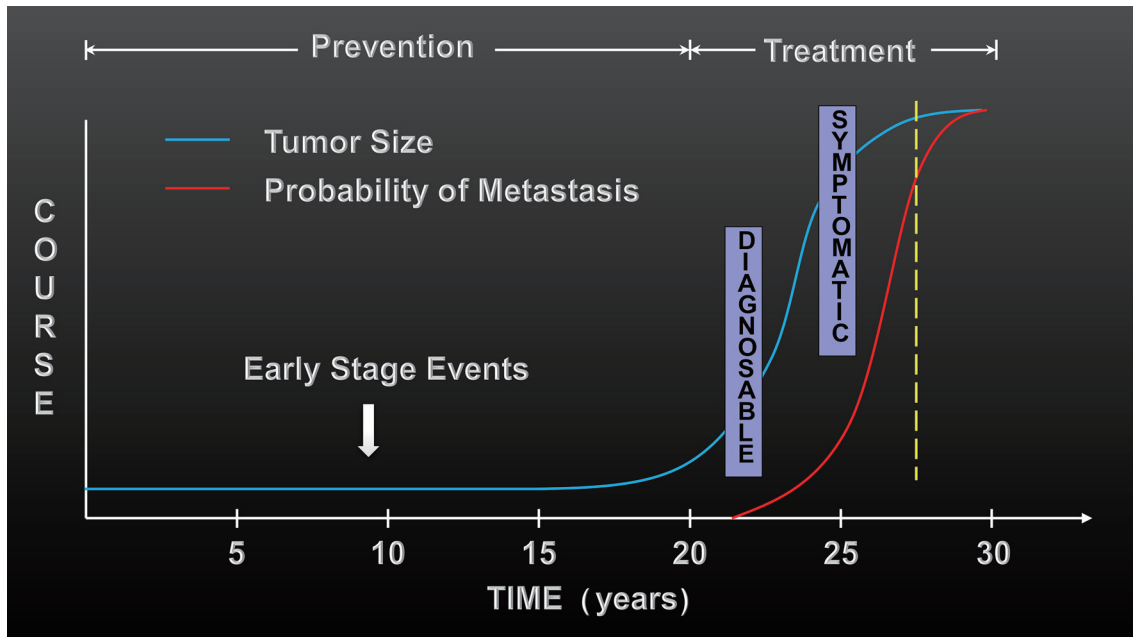 Prevention
Treatment
Tumor Size
Probability of Metastasis
COURSE
SYMPTOMATIC
DIAGNOSABLE
Early Stage Events
5 10 15 20 25 30
TIME (years)